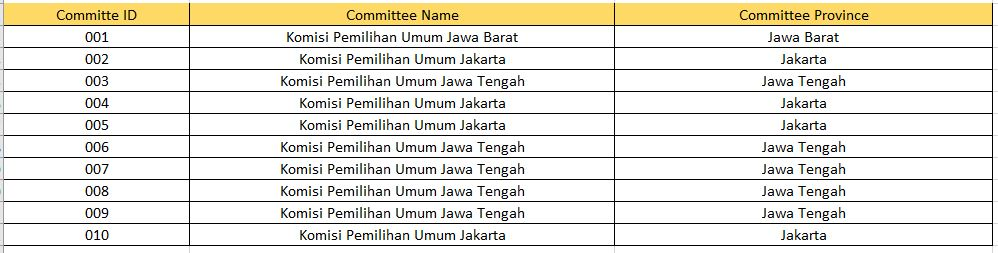 Committe ID Committee Name Committee Province
001 Komisi Pemilihan Umum Jawa Barat Jawa Barat
002 Komisi Pemilihan Umum Jakarta Jakarta
003 Komisi Pemilihan Umum Jawa Tengah Jawa Tengah
004 Komisi Pemilihan Umum Jakarta Jakarta
005 Komisi Pemilihan Umum Jakarta Jakarta
006 Komisi Pemilihan Umum Jawa Tengah Jawa Tengah
007 Komisi Pemilihan Umum Jawa Tengah Jawa Tengah
008 Komisi Pemilihan Umum Jawa Tengah Jawa Tengah
009 Komisi Pemilihan Umum Jawa Tengah Jawa Tengah
010 Komisi Pemilihan Umum Jakarta Jakarta